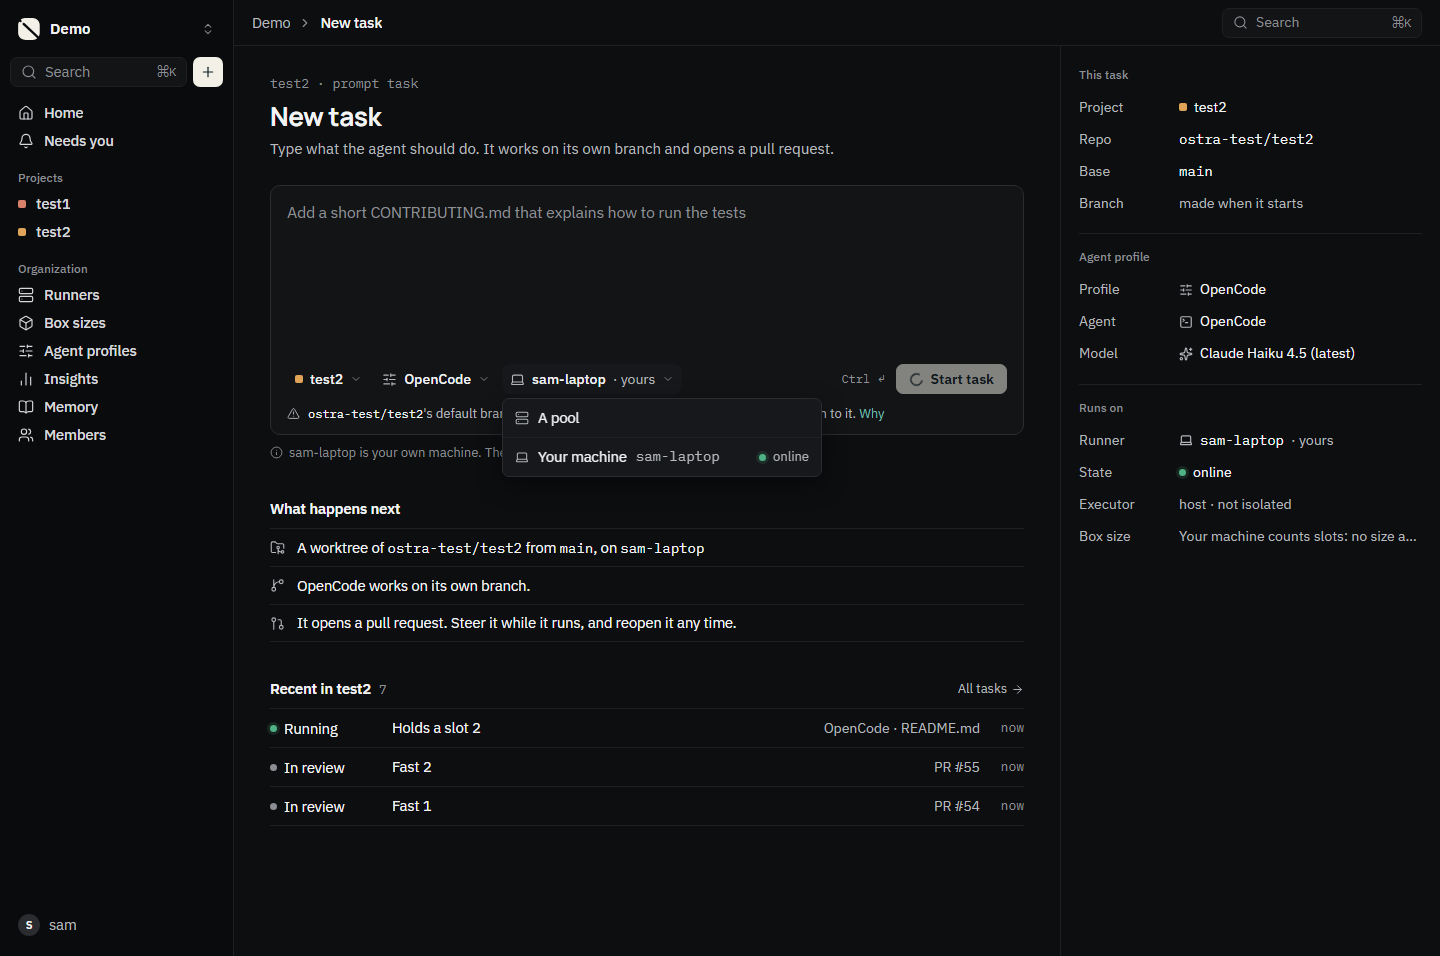 Demo
Search ⌘K
+
Home
Needs you
Projects
test1
test2
Organization
Runners
Box sizes
Agent profiles
Insights
Memory
Members
S sam
Demo > New task
Search ⌘K
test2 · prompt task
New task
Type what the agent should do. It works on its own branch and opens a pull request.
Add a short CONTRIBUTING.md that explains how to run the tests
test2 OpenCode sam-laptop · yours Ctrl ↵ Start task
ostra-test/test2's default to it. Why
A pool
Your machine sam-laptop online
sam-laptop is your own machine.
What happens next
A worktree of ostra-test/test2 from main, on sam-laptop
OpenCode works on its own branch.
It opens a pull request. Steer it while it runs, and reopen it any time.
Recent in test2 7 All tasks →
Running Holds a slot 2 OpenCode · README.md now
In review Fast 2 PR #55 now
In review Fast 1 PR #54 now
This task
Project test2
Repo ostra-test/test2
Base main
Branch made when it starts
Agent profile
Profile OpenCode
Agent OpenCode
Model Claude Haiku 4.5 (latest)
Runs on
Runner sam-laptop · yours
State online
Executor host · not isolated
Box size Your machine counts slots: no size a...